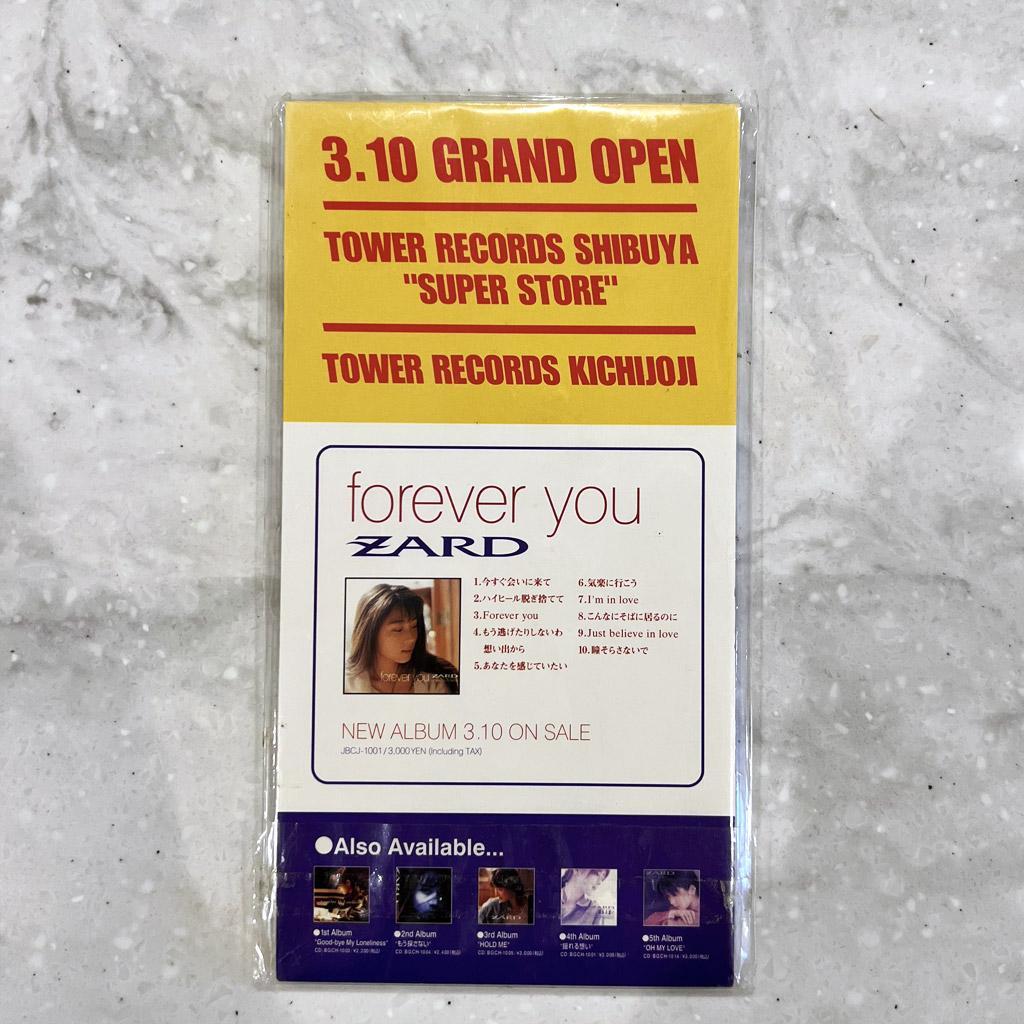 3.10 GRAND OPEN
TOWER RECORDS SHIBUYA
"SUPER STORE"
TOWER RECORDS KICHIJOJI
forever you
ZARD
forever you ZARD
1.今すぐ会いに来て
2.ハイヒール脱ぎ捨てて
3.Forever you
4.もう逃げたりしないわ
想い出から
5.あなたを感じていたい
6.気楽に行こう
7.I'm in love
8.こんなにそばに居るのに
9.Just believe in love
10.瞳そらさないで
NEW ALBUM 3.10 ON SALE
JBCJ-1001/3,000YEN (including TAX)
●Also Available...
●1st Album
"Good-bye My Loneliness"
●2nd Album
"もう探さない"
ZARD
●3rd Album
"HOLD ME"
●4th Album
"揺れる想い"
ZARD
●5th Album
"OH MY LOVE"